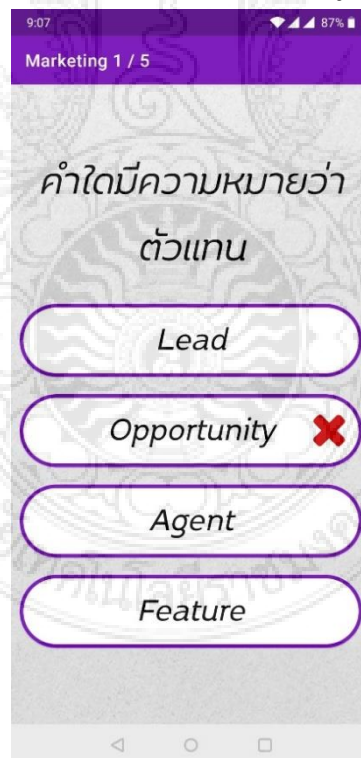 9:07 87%
Marketing 1 / 5
คำใดมีความหมายว่า
ตัวแทน
Lead
Opportunity
Agent
Feature